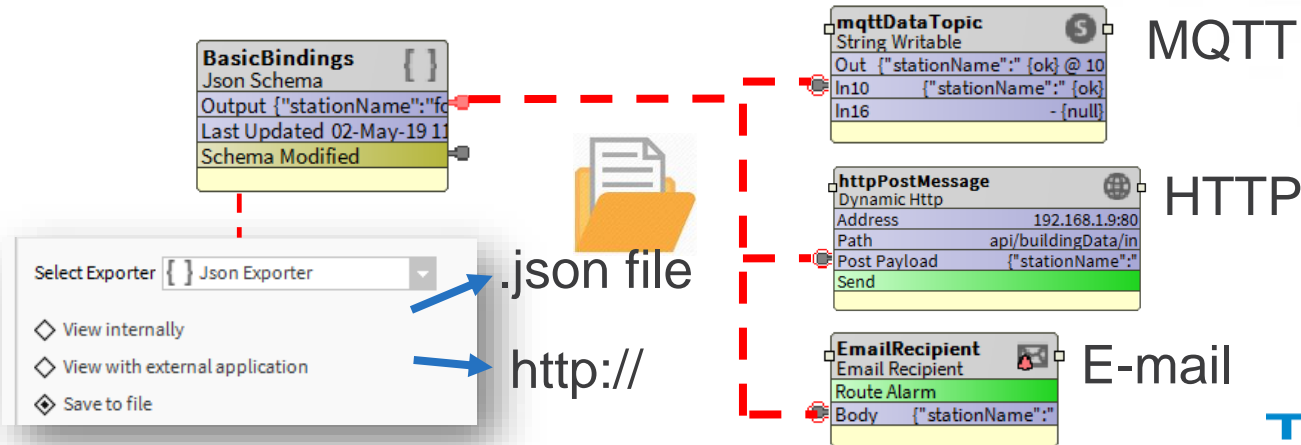 BasicBindings { }
Json Schema
Output {"stationName":"fo
Last Updated 02-May-19 11
Schema Modified
Select Exporter { } Json Exporter
View internally
View with external application
Save to file
.json file
http://
mqttDataTopic S
String Writable
Out {"stationName":" {ok} @ 10
In10 {"stationName":" {ok}
In16 - {null}
MQTT
httpPostMessage
Dynamic Http
Address 192.168.1.9:80
Path api/buildingData/in
Post Payload {"stationName":"
Send
HTTP
EmailRecipient
Email Recipient
Route Alarm
Body {"stationName":"
E-mail